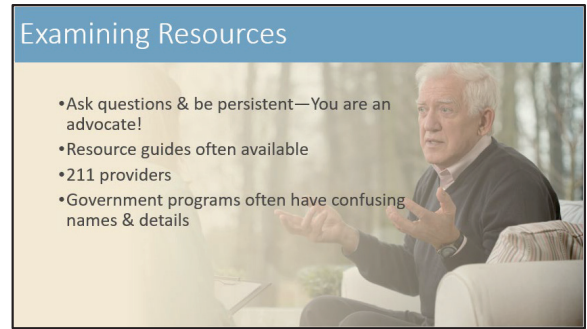 Examining Resources
•Ask questions & be persistent—You are an
advocate!
•Resource guides often available
•211 providers
•Government programs often have confusing
names & details